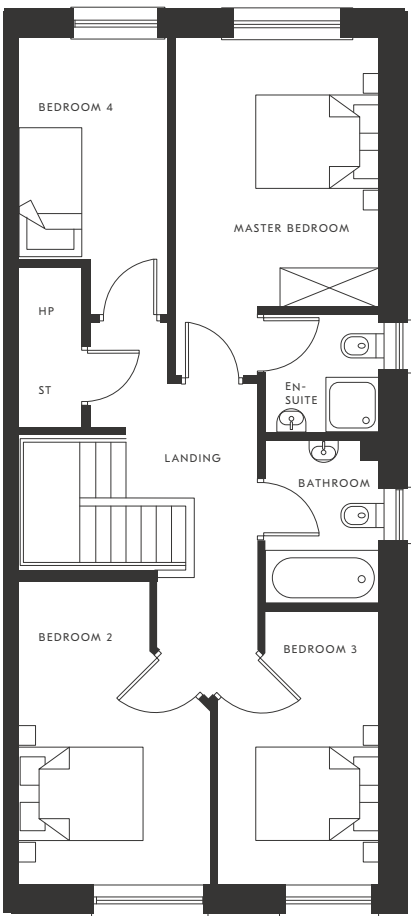 BEDROOM 4
MASTER BEDROOM
HP
ST
EN-
SUITE
LANDING
BATHROOM
BEDROOM 2
BEDROOM 3